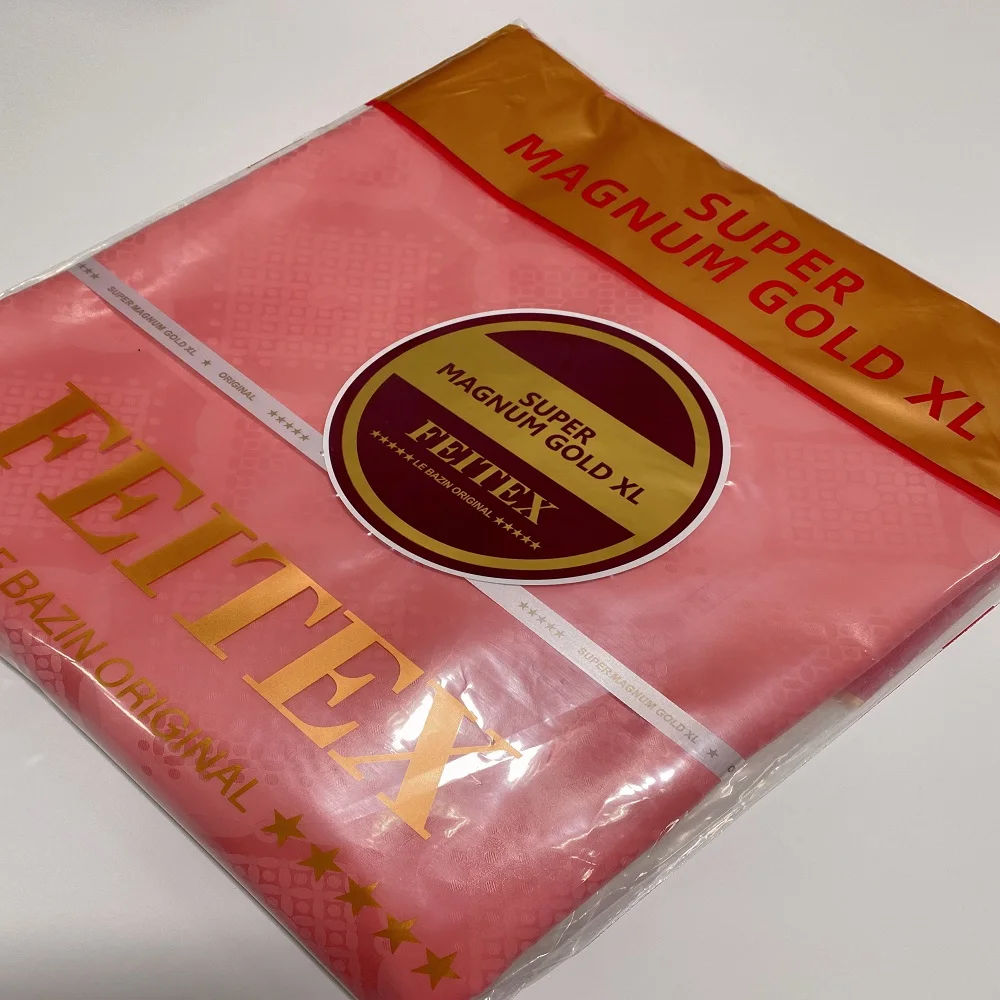 SUPER
MAGNUM GOLD XL
★★★ SUPER MAGNUM GOLD XL ★ ORIGINAL ★★★★★
SUPER
MAGNUM GOLD XL
FEITEX
★★★★★ LE BAZIN ORIGINAL ★★★★★
★★★★★ SUPER MAGNUM GOLD XL ★
FEITEX
LE BAZIN ORIGINAL ★★★★★